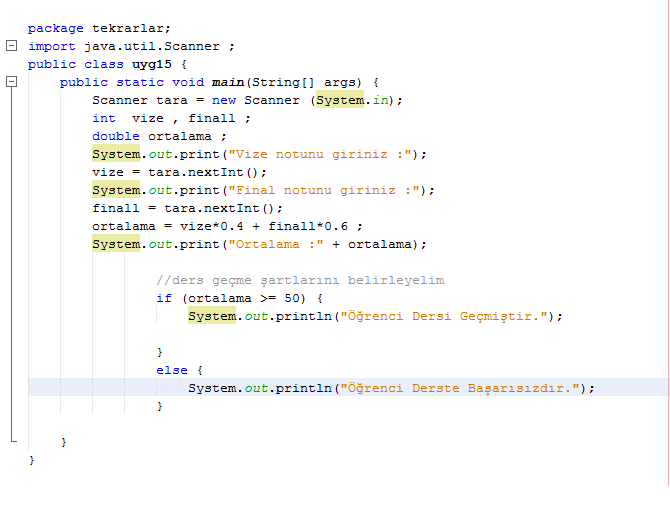 package tekrarlar;
import java.util.Scanner ;
public class uyg15 {
    public static void main(String[] args) {
        Scanner tara = new Scanner (System.in);
        int  vize , finall ;
        double ortalama ;
        System.out.print("Vize notunu giriniz :");
        vize = tara.nextInt();
        System.out.print("Final notunu giriniz :");
        finall = tara.nextInt();
        ortalama = vize*0.4 + finall*0.6 ;
        System.out.print("Ortalama :" + ortalama);
                //ders geçme şartlarını belirleyelim
                if (ortalama >= 50) {
                    System.out.println("Öğrenci Dersi Geçmiştir.");
                }
                else {
                    System.out.println("Öğrenci Derste Başarısızdır.");
                }
    }
}